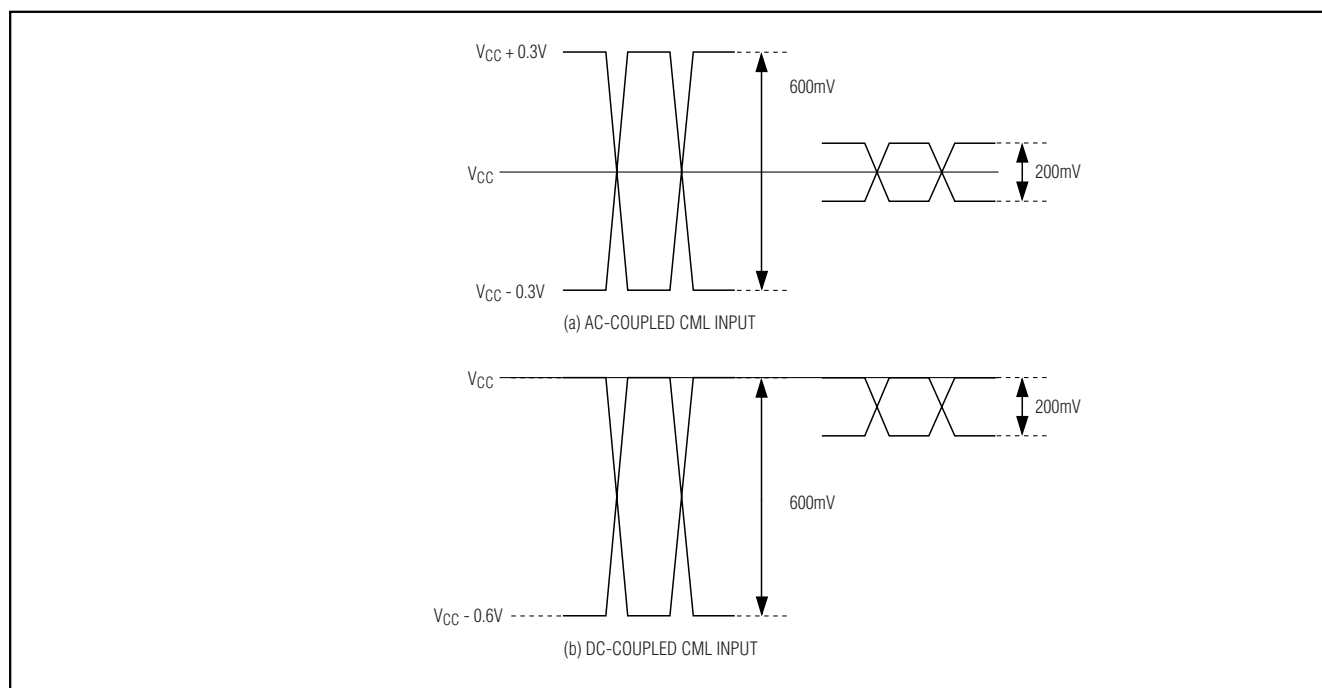 VCC + 0.3V
600mV
VCC
200mV
VCC - 0.3V
(a) AC-COUPLED CML INPUT
VCC
200mV
600mV
VCC - 0.6V
(b) DC-COUPLED CML INPUT